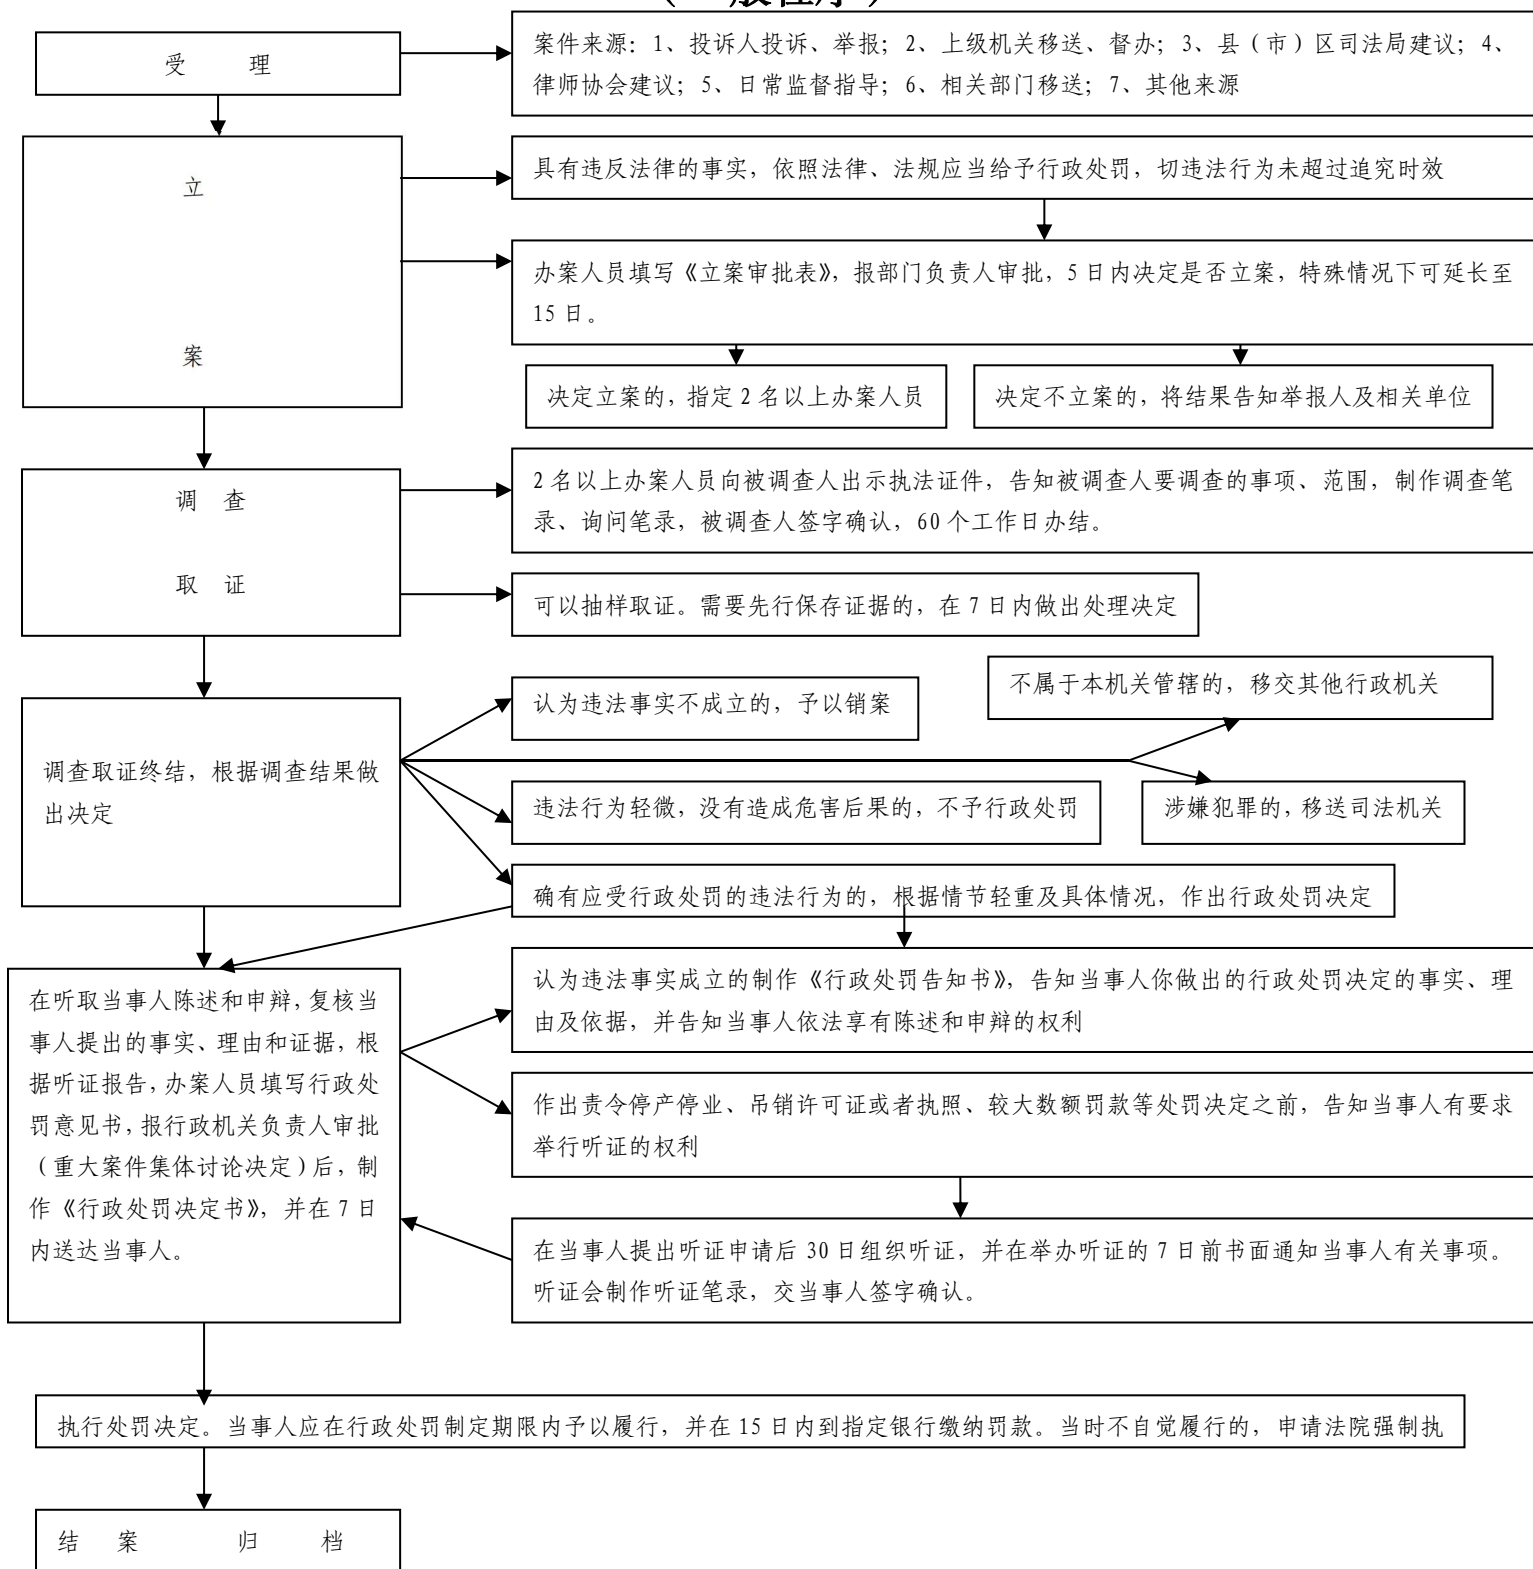 受 理
案件来源：1、投诉人投诉、举报；2、上级机关移送、督办；3、县（市）区司法局建议；4、
律师协会建议；5、日常监督指导；6、相关部门移送；7、其他来源
立
案
具有违反法律的事实，依照法律、法规应当给予行政处罚，切违法行为未超过追究时效
办案人员填写《立案审批表》，报部门负责人审批，5 日内决定是否立案，特殊情况下可延长至
15 日。
决定立案的，指定 2 名以上办案人员
决定不立案的，将结果告知举报人及相关单位
调 查
取 证
2 名以上办案人员向被调查人出示执法证件，告知被调查人要调查的事项、范围，制作调查笔
录、询问笔录，被调查人签字确认，60 个工作日办结。
可以抽样取证。需要先行保存证据的，在 7 日内做出处理决定
调查取证终结，根据调查结果做
出决定
认为违法事实不成立的，予以销案
不属于本机关管辖的，移交其他行政机关
违法行为轻微，没有造成危害后果的，不予行政处罚
涉嫌犯罪的，移送司法机关
确有应受行政处罚的违法行为的，根据情节轻重及具体情况，作出行政处罚决定
在听取当事人陈述和申辩，复核当
事人提出的事实、理由和证据，根
据听证报告，办案人员填写行政处
罚意见书，报行政机关负责人审批
（重大案件集体讨论决定）后，制
作《行政处罚决定书》，并在 7 日
内送达当事人。
认为违法事实成立的制作《行政处罚告知书》，告知当事人你做出的行政处罚决定的事实、理
由及依据，并告知当事人依法享有陈述和申辩的权利
作出责令停产停业、吊销许可证或者执照、较大数额罚款等处罚决定之前，告知当事人有要求
举行听证的权利
在当事人提出听证申请后 30 日组织听证，并在举办听证的 7 日前书面通知当事人有关事项。
听证会制作听证笔录，交当事人签字确认。
执行处罚决定。当事人应在行政处罚制定期限内予以履行，并在 15 日内到指定银行缴纳罚款。当时不自觉履行的，申请法院强制执
结 案 归 档